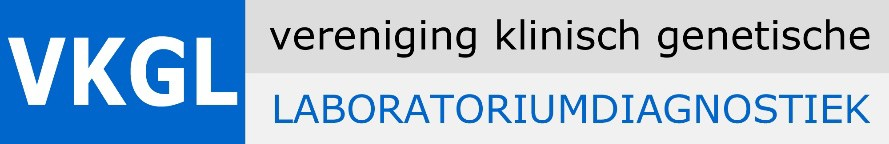 VKGL
vereniging klinisch genetische
LABORATORIUMDIAGNOSTIEK